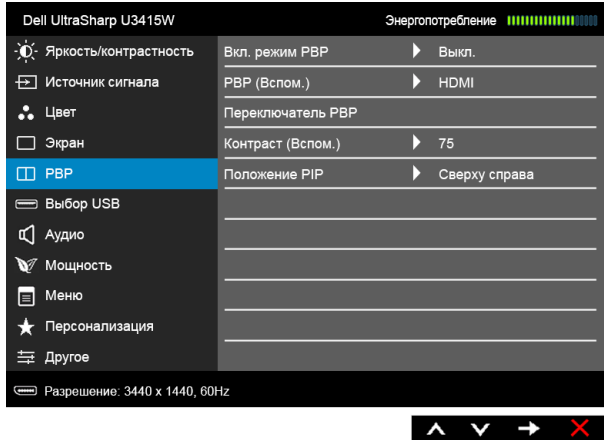 Dell UltraSharp U3415W Энергопотребление
Яркость/контрастность Вкл. режим PBP Выкл.
Источник сигнала PBP (Вспом.) HDMI
Цвет Переключатель PBP
Экран Контраст (Вспом.) 75
PBP Положение PIP Сверху справа
Выбор USB
Аудио
Мощность
Меню
Персонализация
Другое
Разрешение: 3440 x 1440, 60Hz